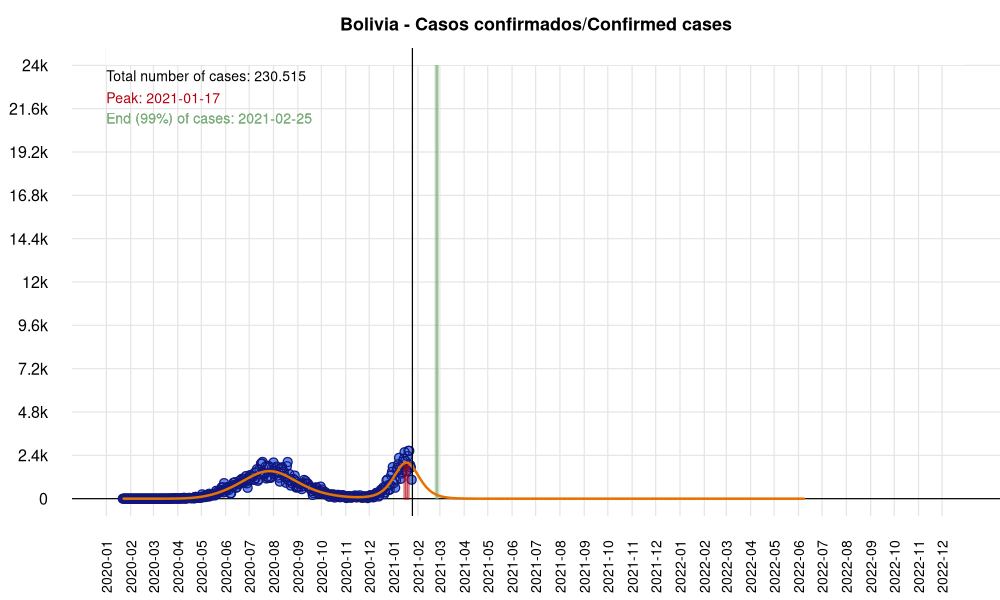 Bolivia - Casos confirmados/Confirmed cases
Total number of cases: 230.515
Peak: 2021-01-17
End (99%) of cases: 2021-02-25
24k
21.6k
19.2k
16.8k
14.4k
12k
9.6k
7.2k
4.8k
2.4k
0
2020-01
2020-02
2020-03
2020-04
2020-05
2020-06
2020-07
2020-08
2020-09
2020-10
2020-11
2020-12
2021-01
2021-02
2021-03
2021-04
2021-05
2021-06
2021-07
2021-08
2021-09
2021-10
2021-11
2021-12
2022-01
2022-02
2022-03
2022-04
2022-05
2022-06
2022-07
2022-08
2022-09
2022-10
2022-11
2022-12